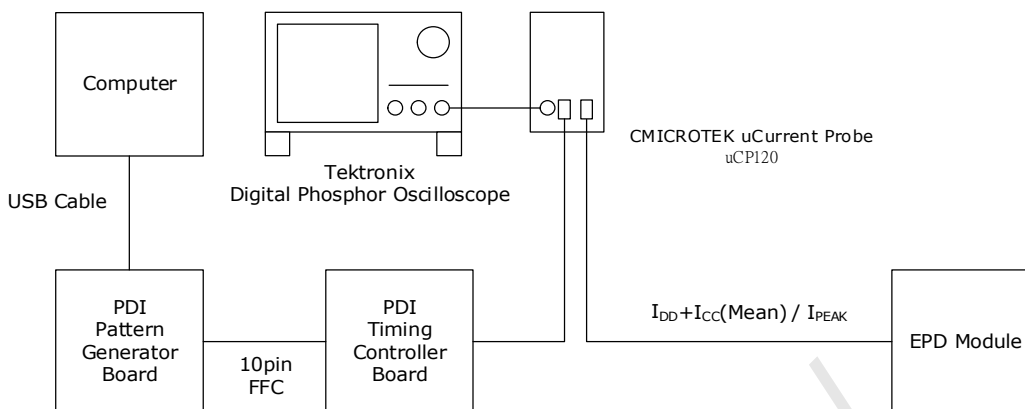 Computer
Tektronix
Digital Phosphor Oscilloscope
CMICROTEK uCurrent Probe
uCP120
USB Cable
PDI
Pattern
Generator
Board
10pin
FFC
PDI
Timing
Controller
Board
IDD+ICC(Mean) / IPEAK
EPD Module